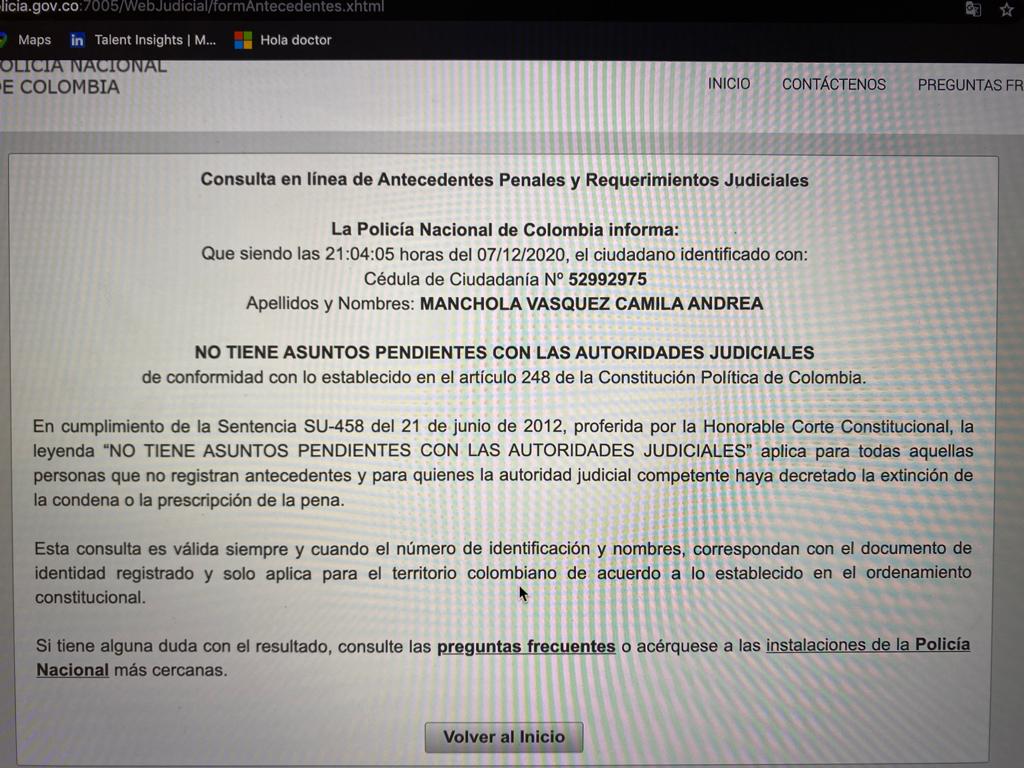 licia.gov.co:7005/WebJudicial/formAntecedentes.xhtml
Maps in Talent Insights | M... Hola doctor
OLICÍA NACIONAL
DE COLOMBIA
INICIO CONTÁCTENOS PREGUNTAS FR
Consulta en línea de Antecedentes Penales y Requerimientos Judiciales
La Policía Nacional de Colombia informa:
Que siendo las 21:04:05 horas del 07/12/2020, el ciudadano identificado con:
Cédula de Ciudadanía Nº 52992975
Apellidos y Nombres: MANCHOLA VASQUEZ CAMILA ANDREA
NO TIENE ASUNTOS PENDIENTES CON LAS AUTORIDADES JUDICIALES
de conformidad con lo establecido en el artículo 248 de la Constitución Política de Colombia.
En cumplimiento de la Sentencia SU-458 del 21 de junio de 2012, proferida por la Honorable Corte Constitucional, la
leyenda “NO TIENE ASUNTOS PENDIENTES CON LAS AUTORIDADES JUDICIALES” aplica para todas aquellas
personas que no registran antecedentes y para quienes la autoridad judicial competente haya decretado la extinción de
la condena o la prescripción de la pena.
Esta consulta es válida siempre y cuando el número de identificación y nombres, correspondan con el documento de
identidad registrado y solo aplica para el territorio colombiano de acuerdo a lo establecido en el ordenamiento
constitucional.
Si tiene alguna duda con el resultado, consulte las preguntas frecuentes o acérquese a las instalaciones de la Policía
Nacional más cercanas.
Volver al Inicio